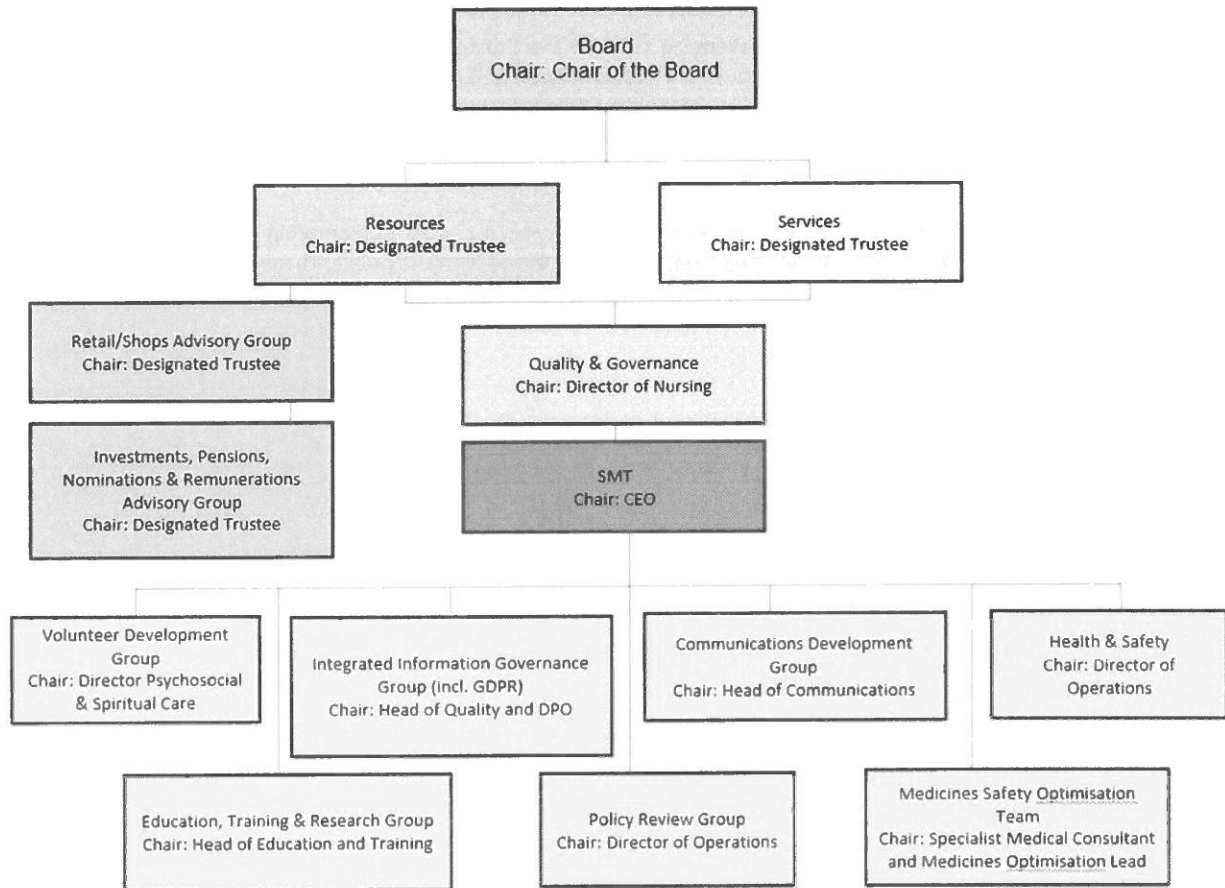 Board
Chair: Chair of the Board
Resources
Chair: Designated Trustee
Services
Chair: Designated Trustee
Retail/Shops Advisory Group
Chair: Designated Trustee
Quality & Governance
Chair: Director of Nursing
Investments, Pensions,
Nominations & Remunerations
Advisory Group
Chair: Designated Trustee
SMT
Chair: CEO
Volunteer Development
Group
Chair: Director Psychosocial
& Spiritual Care
Integrated Information Governance
Group (incl. GDPR)
Chair: Head of Quality and DPO
Communications Development
Group
Chair: Head of Communications
Health & Safety
Chair: Director of
Operations
Education, Training & Research Group
Chair: Head of Education and Training
Policy Review Group
Chair: Director of Operations
Medicines Safety Optimisation
Team
Chair: Specialist Medical Consultant
and Medicines Optimisation Lead